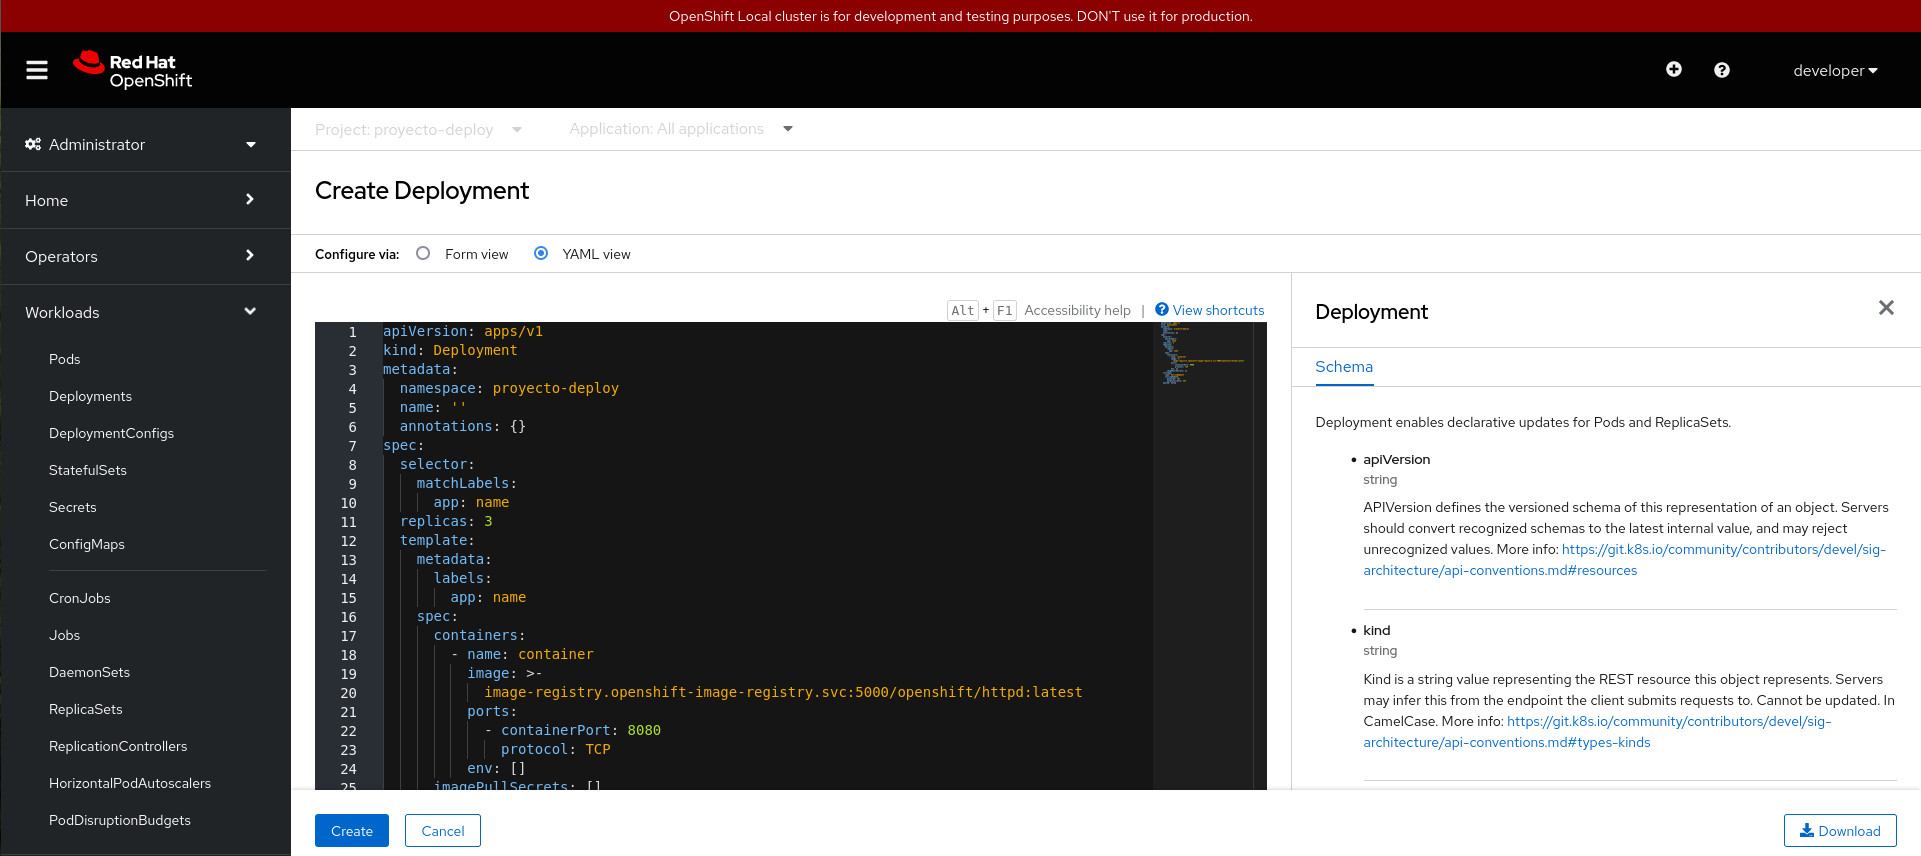 OpenShift Local cluster is for development and testing purposes. DON'T use it for production.
Red Hat
OpenShift
developer
Administrator
Home
Operators
Workloads
Pods
Deployments
DeploymentConfigs
StatefulSets
Secrets
ConfigMaps
CronJobs
Jobs
DaemonSets
ReplicaSets
ReplicationControllers
HorizontalPodAutoscalers
PodDisruptionBudgets
Project: proyecto-deploy Application: All applications
Create Deployment
Configure via: Form view YAML view
Alt + F1 Accessibility help | View shortcuts
1 apiVersion: apps/v1
2 kind: Deployment
3 metadata:
4 namespace: proyecto-deploy
5 name: ''
6 annotations: {}
7 spec:
8 selector:
9 matchLabels:
10 app: name
11 replicas: 3
12 template:
13 metadata:
14 labels:
15 app: name
16 spec:
17 containers:
18 - name: container
19 image: >-
20 image-registry.openshift-image-registry.svc:5000/openshift/httpd:latest
21 ports:
22 - containerPort: 8080
23 protocol: TCP
24 env: []
25 imagePullSecrets: []
Deployment
Schema
Deployment enables declarative updates for Pods and ReplicaSets.
• apiVersion
string
APIVersion defines the versioned schema of this representation of an object. Servers
should convert recognized schemas to the latest internal value, and may reject
unrecognized values. More info: https://git.k8s.io/community/contributors/devel/sig-
architecture/api-conventions.md#resources
• kind
string
Kind is a string value representing the REST resource this object represents. Servers
may infer this from the endpoint the client submits requests to. Cannot be updated. In
CamelCase. More info: https://git.k8s.io/community/contributors/devel/sig-
architecture/api-conventions.md#types-kinds
Create Cancel Download